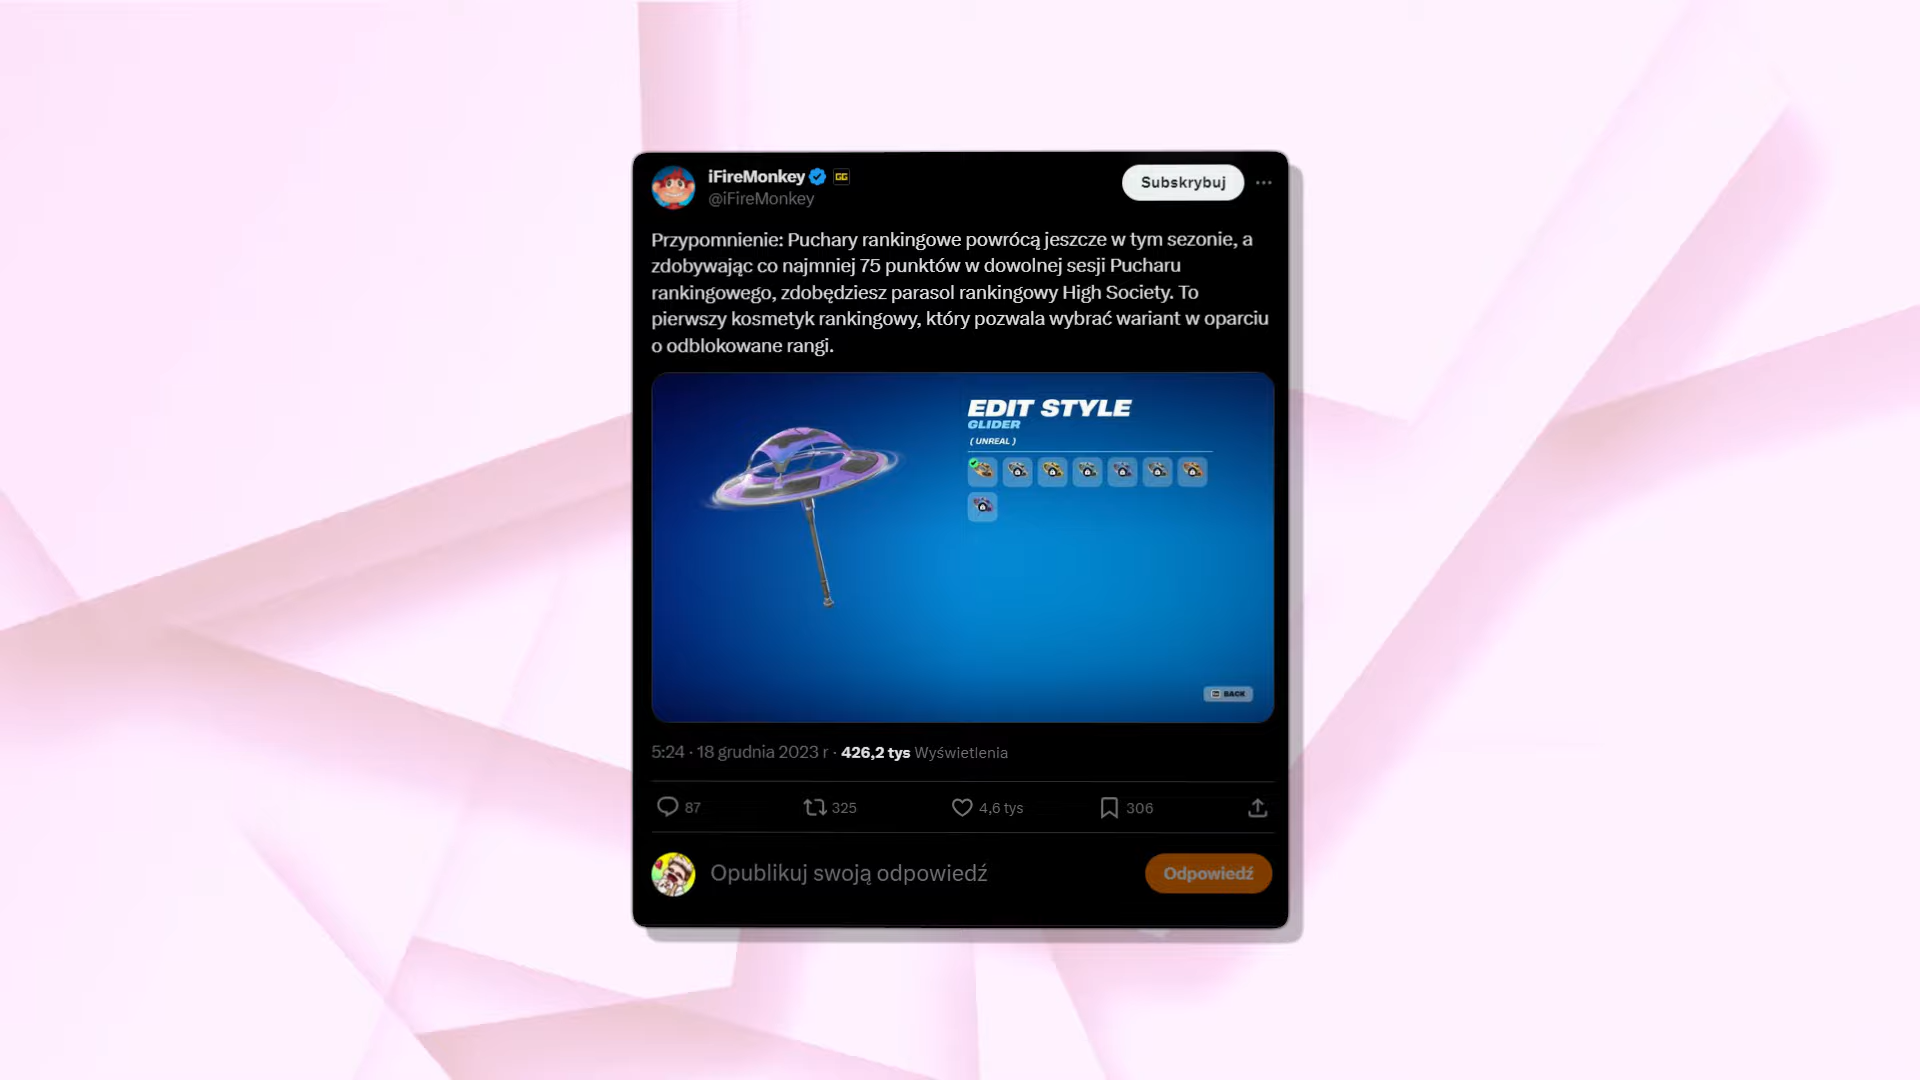 iFireMonkey GG
@iFireMonkey
Subskrybuj
Przypomnienie: Puchary rankingowe powrócą jeszcze w tym sezonie, a
zdobywając co najmniej 75 punktów w dowolnej sesji Pucharu
rankingowego, zdobędziesz parasol rankingowy High Society. To
pierwszy kosmetyk rankingowy, który pozwala wybrać wariant w oparciu
o odblokowane rangi.
EDIT STYLE
GLIDER
( UNREAL )
BACK
5:24 · 18 grudnia 2023 r · 426,2 tys Wyświetlenia
87 325 4,6 tys 306
Opublikuj swoją odpowiedź
Odpowiedź